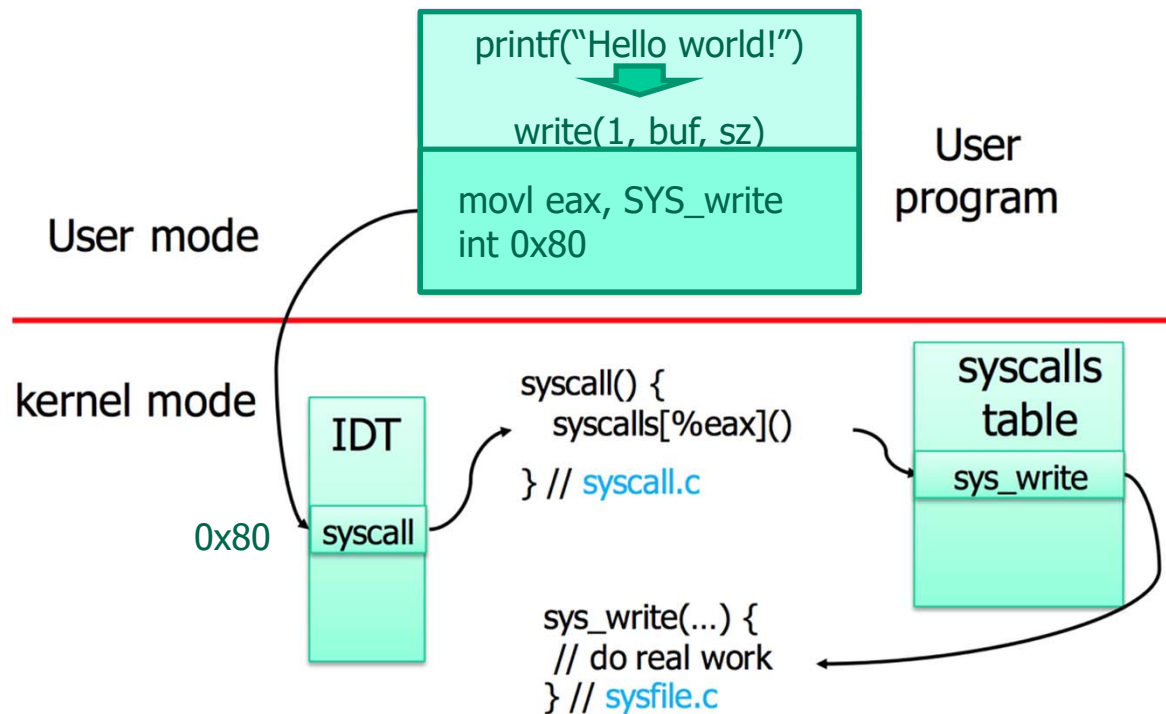 printf(“Hello world!”)
write(1, buf, sz)
movl eax, SYS_write
int 0x80
User
program
User mode
kernel mode
IDT
0x80
syscall
syscall() {
syscalls[%eax]()
} // syscall.c
syscalls
table
sys_write
sys_write(...) {
// do real work
} // sysfile.c